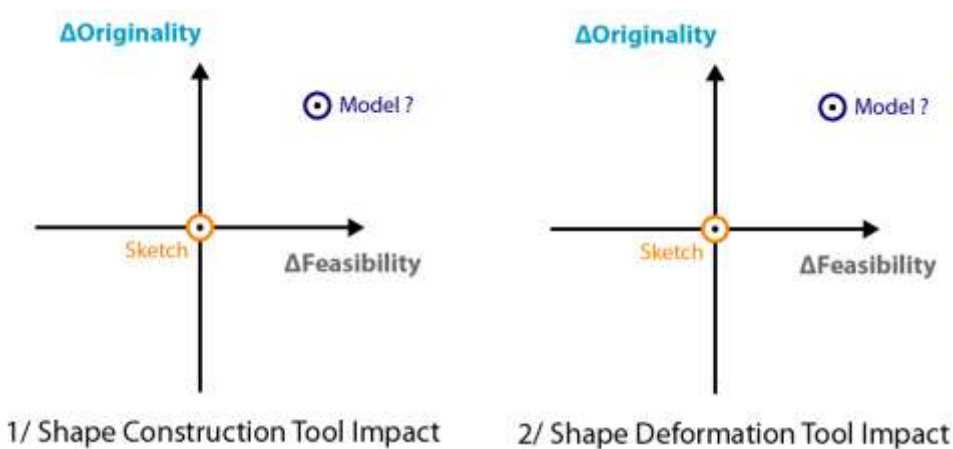 ΔOriginality
Model ?
Sketch
ΔFeasibility
1/ Shape Construction Tool Impact
ΔOriginality
Model ?
Sketch
ΔFeasibility
2/ Shape Deformation Tool Impact